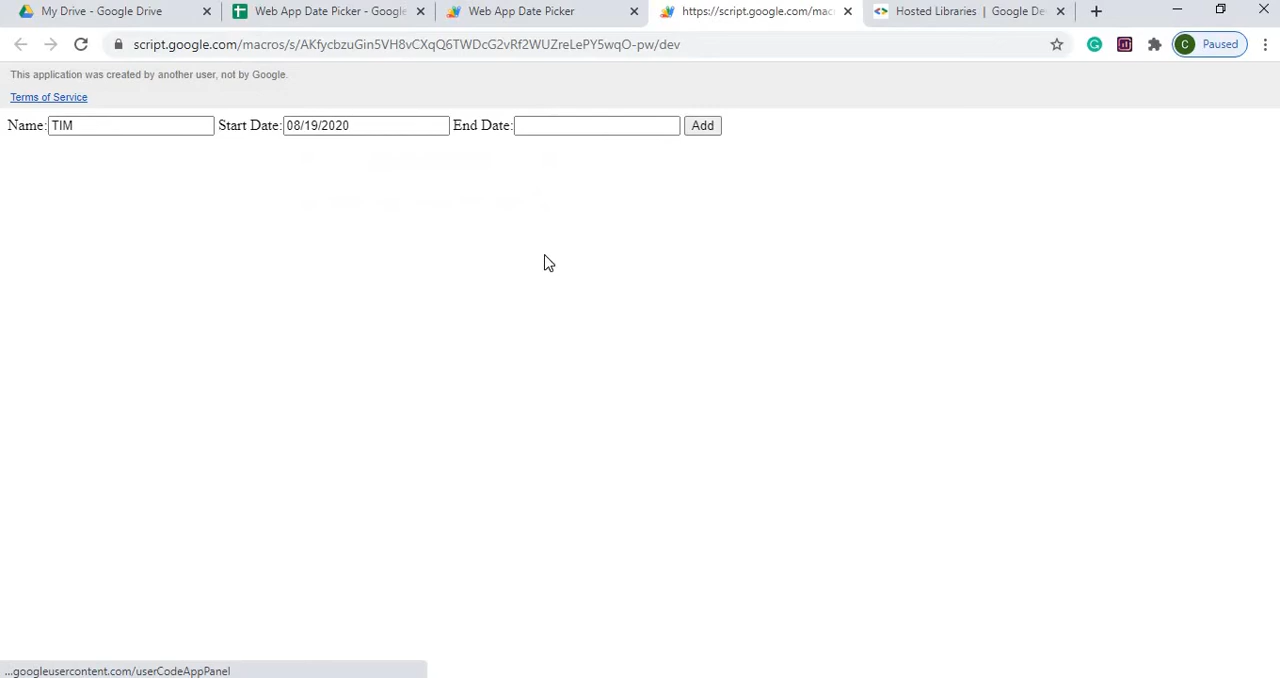 My Drive - Google Drive
Web App Date Picker - Google
Web App Date Picker
https://script.google.com/mac
Hosted Libraries | Google De
script.google.com/macros/s/AKfycbzuGin5VH8vCXqQ6TWDcG2vRf2WUZreLePY5wqO-pw/dev
C Paused
This application was created by another user, not by Google.
Terms of Service
Name: TIM Start Date: 08/19/2020 End Date: Add
...googleusercontent.com/userCodeAppPanel